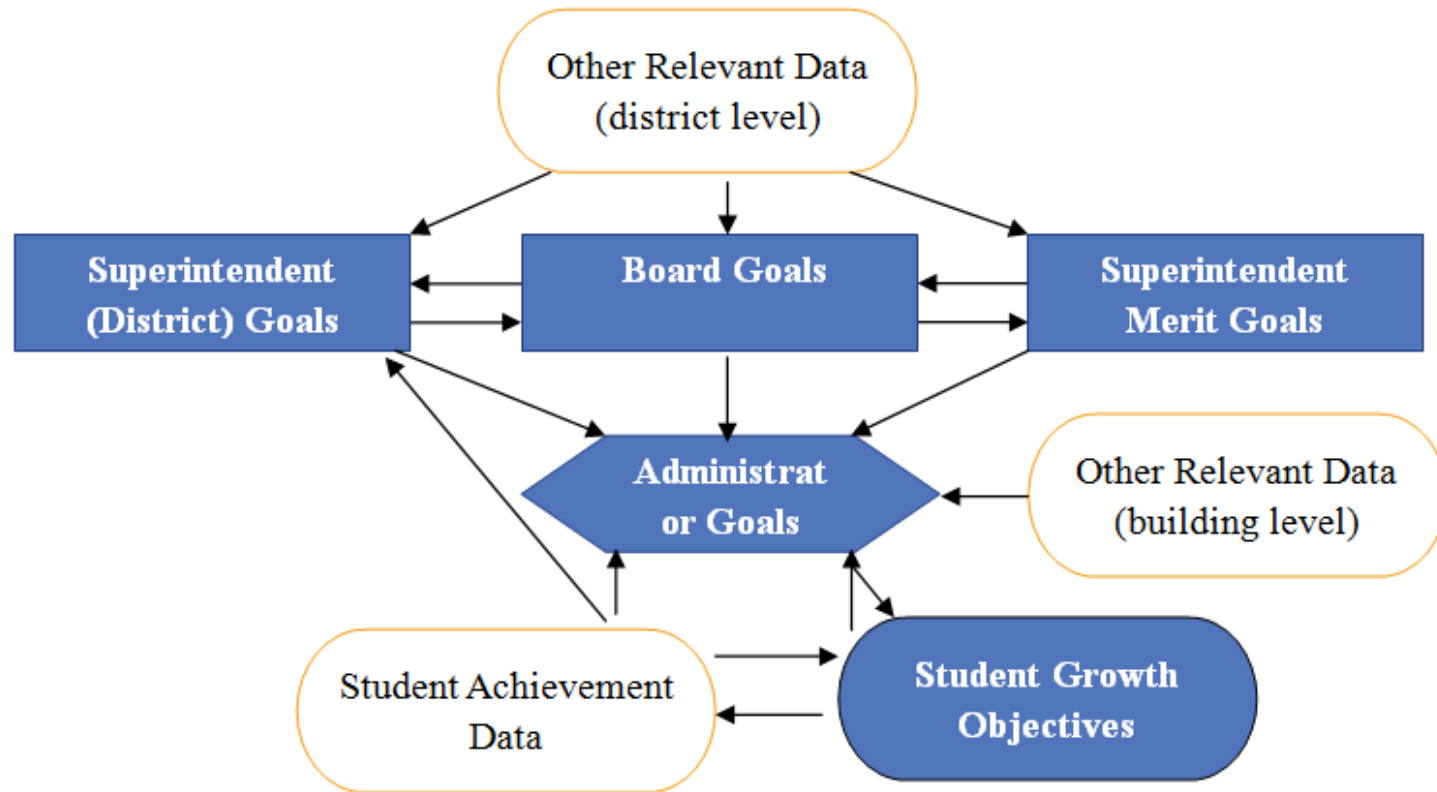 Other Relevant Data
(district level)
Superintendent
(District) Goals
Board Goals
Superintendent
Merit Goals
Administrat
or Goals
Other Relevant Data
(building level)
Student Achievement
Data
Student Growth
Objectives